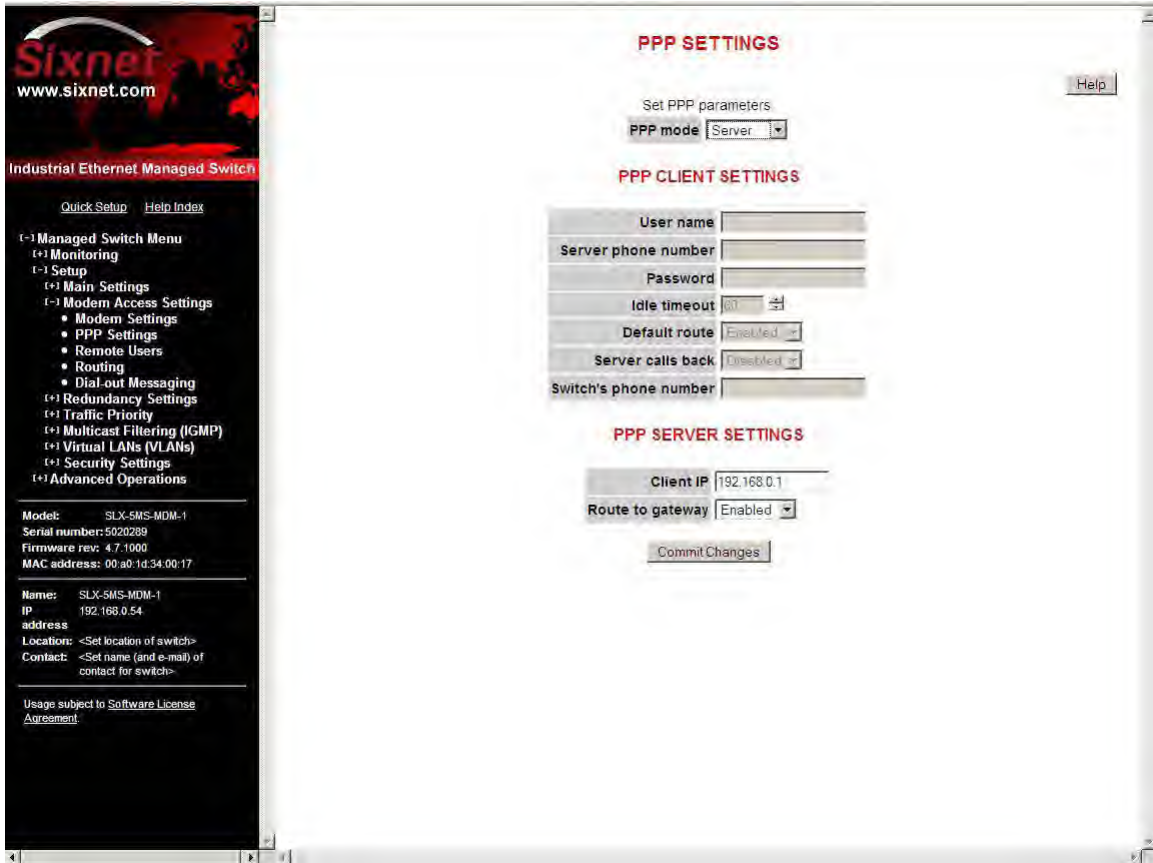 Sixnet
www.sixnet.com
Industrial Ethernet Managed Switch
Quick Setup Help Index
[-] Managed Switch Menu
[+] Monitoring
[-] Setup
[+] Main Settings
[-] Modem Access Settings
• Modem Settings
• PPP Settings
• Remote Users
• Routing
• Dial-out Messaging
[+] Redundancy Settings
[+] Traffic Priority
[+] Multicast Filtering (IGMP)
[+] Virtual LANs (VLANs)
[+] Security Settings
[+] Advanced Operations
Model: SLX-5MS-MDM-1
Serial number: 5020289
Firmware rev: 4.7.1000
MAC address: 00:a0:1d:34:00:17
Name: SLX-5MS-MDM-1
IP address 192.168.0.54
Location: <Set location of switch>
Contact: <Set name (and e-mail) of
contact for switch>
Usage subject to Software License
Agreement.
PPP SETTINGS
Help
Set PPP parameters
PPP mode Server
PPP CLIENT SETTINGS
User name
Server phone number
Password
Idle timeout 60
Default route Enabled
Server calls back Disabled
Switch's phone number
PPP SERVER SETTINGS
Client IP 192.168.0.1
Route to gateway Enabled
Commit Changes